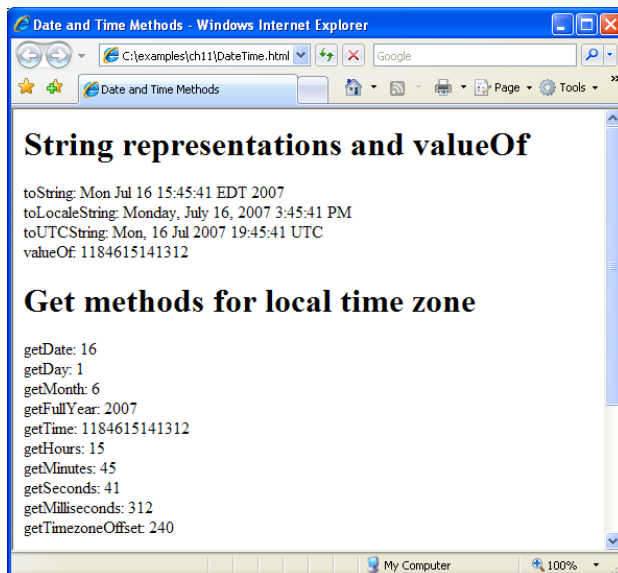 Date and Time Methods - Windows Internet Explorer
C:\examples\ch11\DateTime.html
Google
Date and Time Methods
Page
Tools
»
String representations and valueOf
toString: Mon Jul 16 15:45:41 EDT 2007
toLocaleString: Monday, July 16, 2007 3:45:41 PM
toUTCString: Mon, 16 Jul 2007 19:45:41 UTC
valueOf: 1184615141312
Get methods for local time zone
getDate: 16
getDay: 1
getMonth: 6
getFullYear: 2007
getTime: 1184615141312
getHours: 15
getMinutes: 45
getSeconds: 41
getMilliseconds: 312
getTimezoneOffset: 240
My Computer
100%